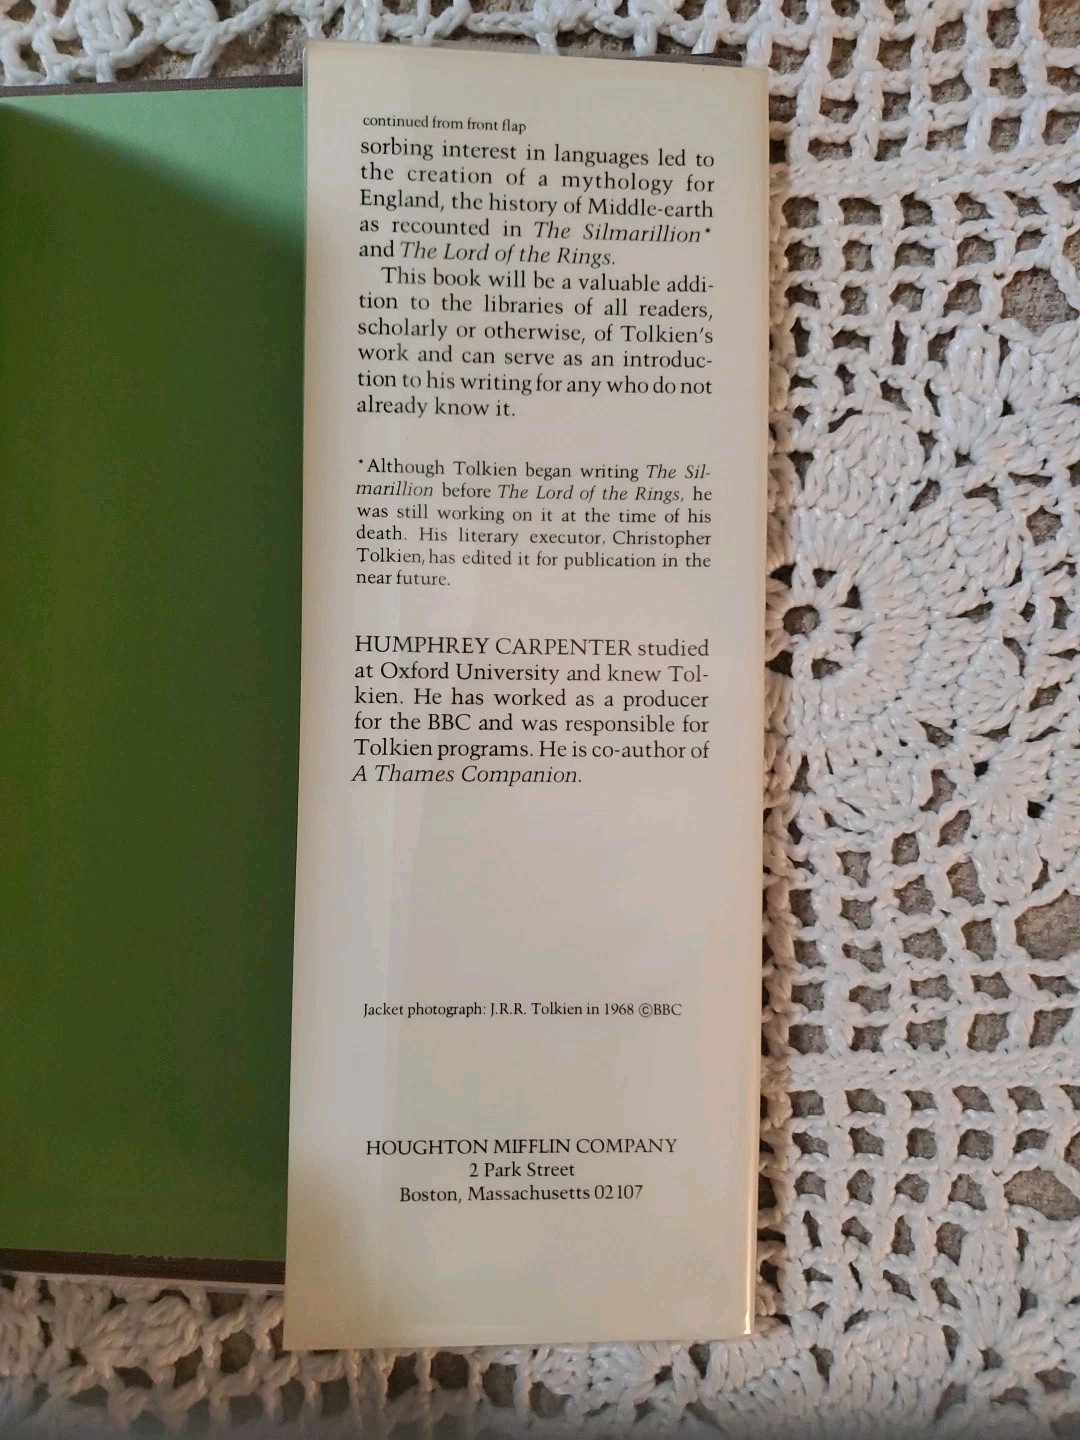 continued from front flap
sorbing interest in languages led to
the creation of a mythology for
England, the history of Middle-earth
as recounted in The Silmarillion*
and The Lord of the Rings.
This book will be a valuable addi-
tion to the libraries of all readers,
scholarly or otherwise, of Tolkien's
work and can serve as an introduc-
tion to his writing for any who do not
already know it.
*Although Tolkien began writing The Sil-
marillion before The Lord of the Rings, he
was still working on it at the time of his
death. His literary executor, Christopher
Tolkien, has edited it for publication in the
near future.
HUMPHREY CARPENTER studied
at Oxford University and knew Tol-
kien. He has worked as a producer
for the BBC and was responsible for
Tolkien programs. He is co-author of
A Thames Companion.
Jacket photograph: J.R.R. Tolkien in 1968 ©BBC
HOUGHTON MIFFLIN COMPANY
2 Park Street
Boston, Massachusetts 02107